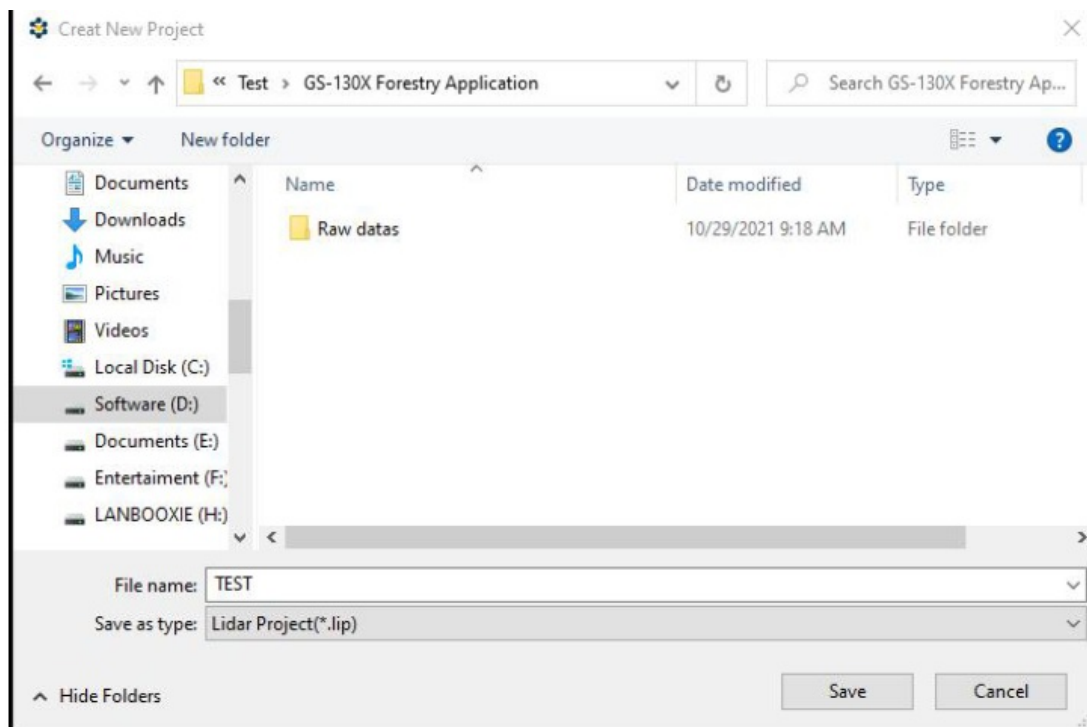 Creat New Project
« Test › GS-130X Forestry Application
Search GS-130X Forestry Ap...
Organize
New folder
?
Name
Date modified
Type
Documents
Downloads
Music
Pictures
Videos
Local Disk (C:)
Software (D:)
Documents (E:)
Entertaiment (F:)
LANBOOXIE (H:)
Raw datas
10/29/2021 9:18 AM
File folder
File name: TEST
Save as type: Lidar Project(*.lip)
Hide Folders
Save
Cancel